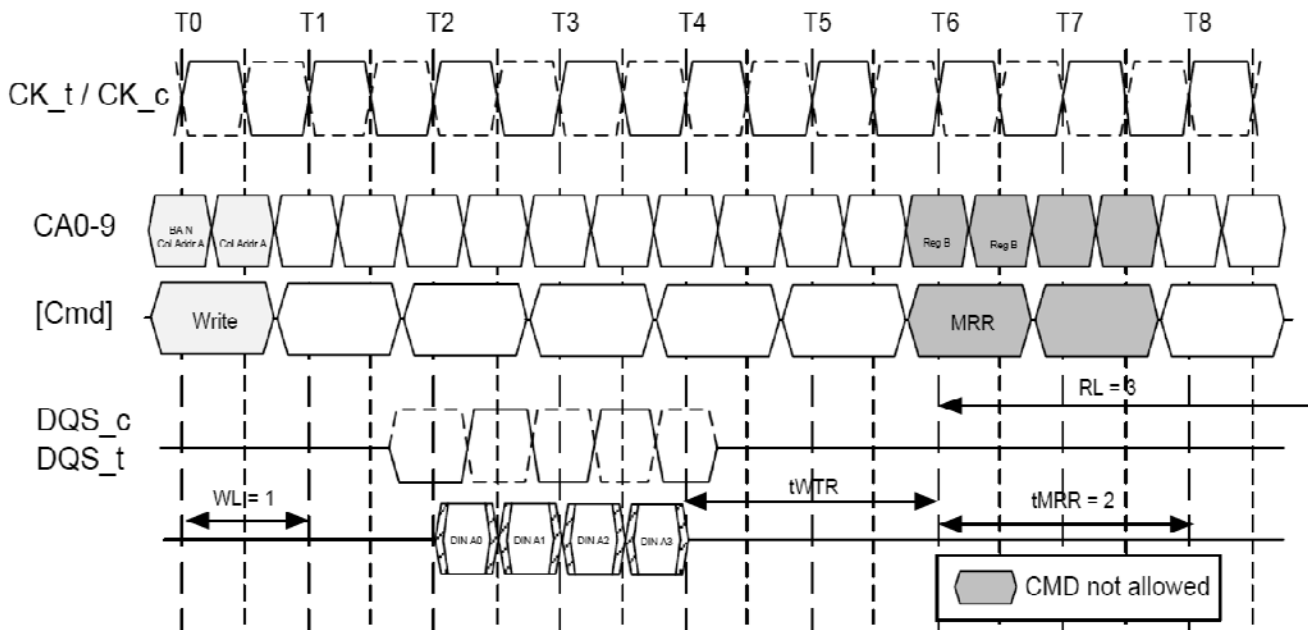 T0 T1 T2 T3 T4 T5 T6 T7 T8
CK_t / CK_c
CA0-9
BA N
Col Addr A
Col Addr A
Reg B
Reg B
[Cmd]
Write
MRR
RL = 3
DQS_c
DQS_t
WL = 1
tWTR
tMRR = 2
DIN A0
DIN A1
DIN A2
DIN A3
CMD not allowed